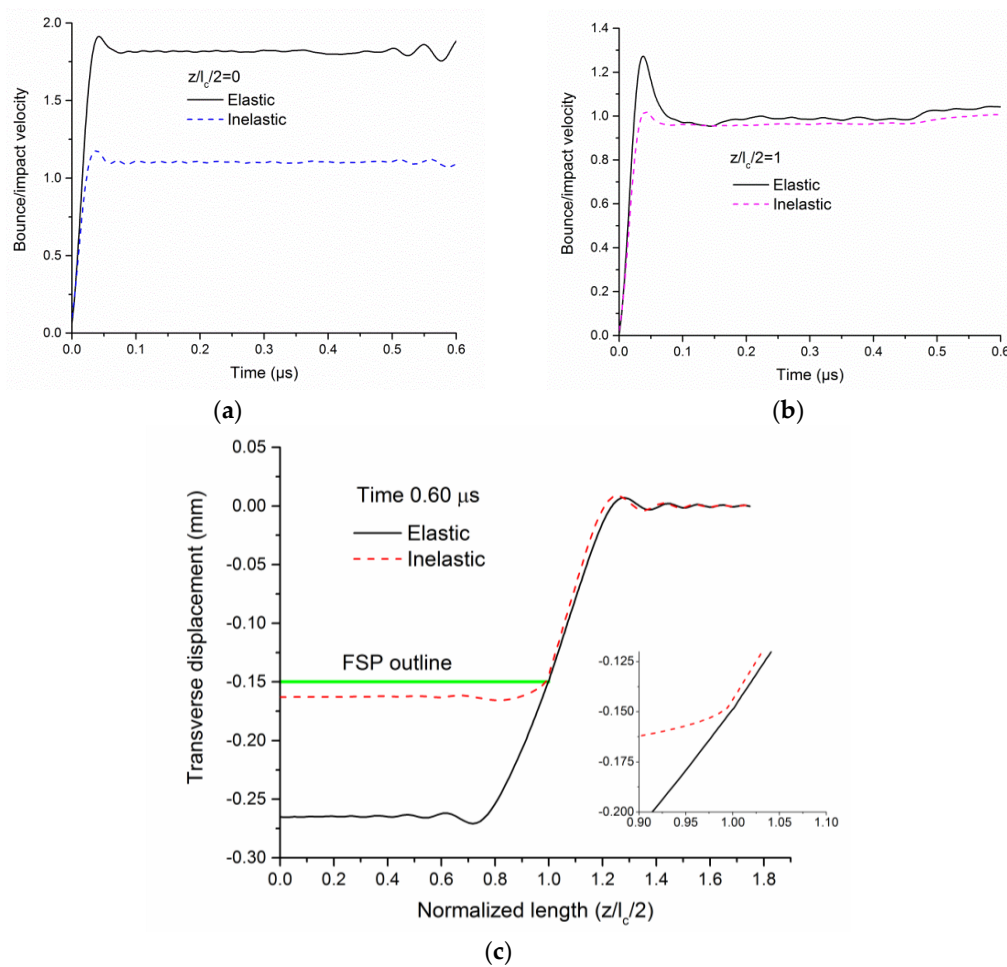 2.0
1.5
1.0
0.5
0.0
Bounce/impact velocity
z/l_c/2=0
Elastic
Inelastic
0.0 0.1 0.2 0.3 0.4 0.5 0.6
Time (µs)
(a)
1.4
1.2
1.0
0.8
0.6
0.4
0.2
0.0
Bounce/impact velocity
z/l_c/2=1
Elastic
Inelastic
0.0 0.1 0.2 0.3 0.4 0.5 0.6
Time (µs)
(b)
0.05
0.00
-0.05
-0.10
-0.15
-0.20
-0.25
-0.30
Transverse displacement (mm)
Time 0.60 µs
Elastic
Inelastic
FSP outline
-0.125
-0.150
-0.175
-0.200
0.90 0.95 1.00 1.05 1.10
0.0 0.2 0.4 0.6 0.8 1.0 1.2 1.4 1.6 1.8
Normalized length (z/l_c/2)
(c)